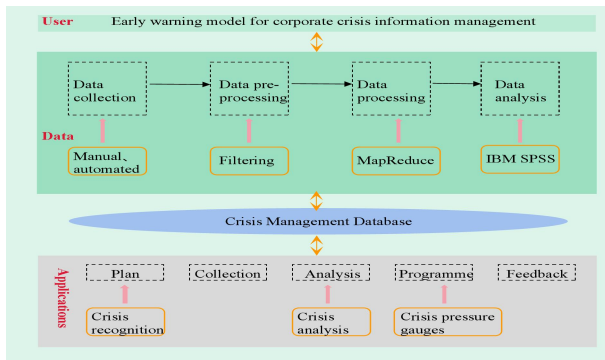 User
Early warning model for corporate crisis information management
Data
collection
Data pre-
processing
Data
processing
Data
analysis
Data
Manual、
automated
Filtering
MapReduce
IBM SPSS
Crisis Management Database
Applications
Plan
Collection
Analysis
Programme
Feedback
Crisis
recognition
Crisis
analysis
Crisis pressure
gauges